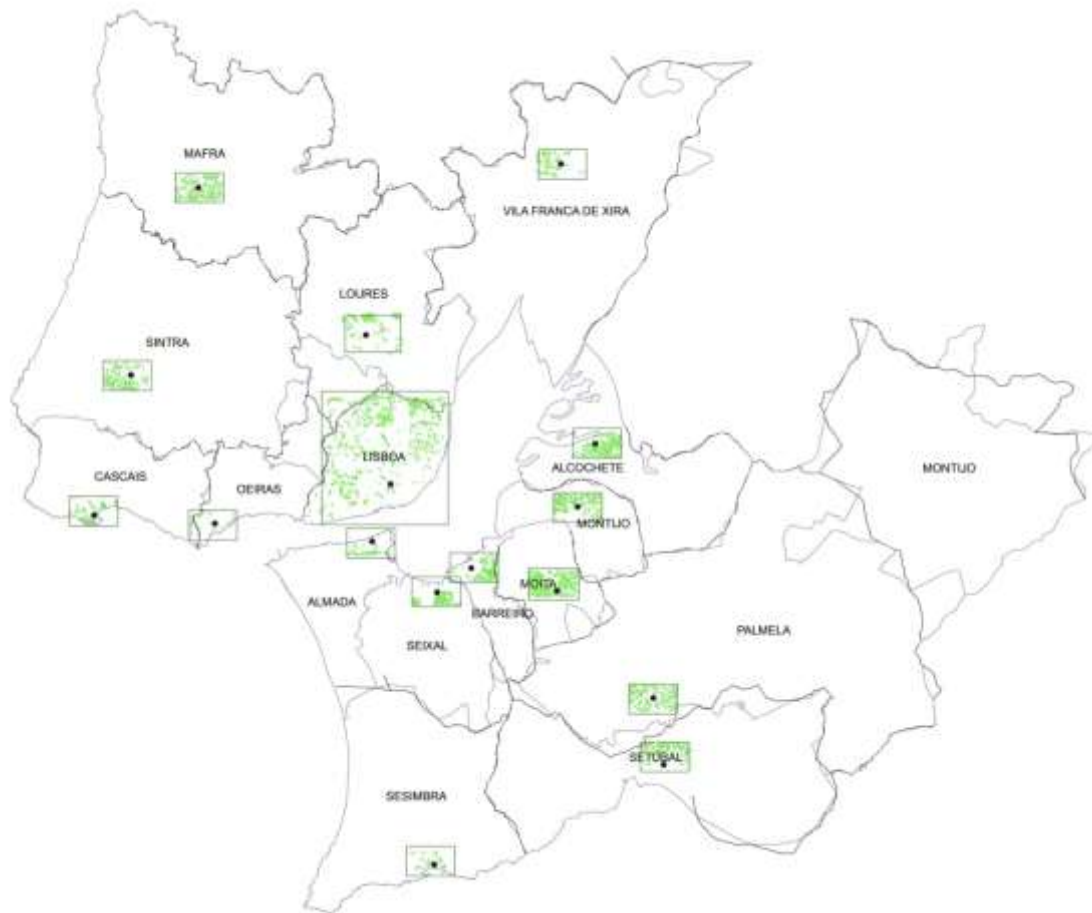 MAFRA
VILA FRANCA DE XIRA
LOURES
SINTRA
LISBOA
CASCAIS
OEIRAS
ALCOCHETE
MONTIJO
MONTIJO
MOITA
ALMADA
BARREIRO
PALMELA
SEIXAL
SETÚBAL
SESIMBRA